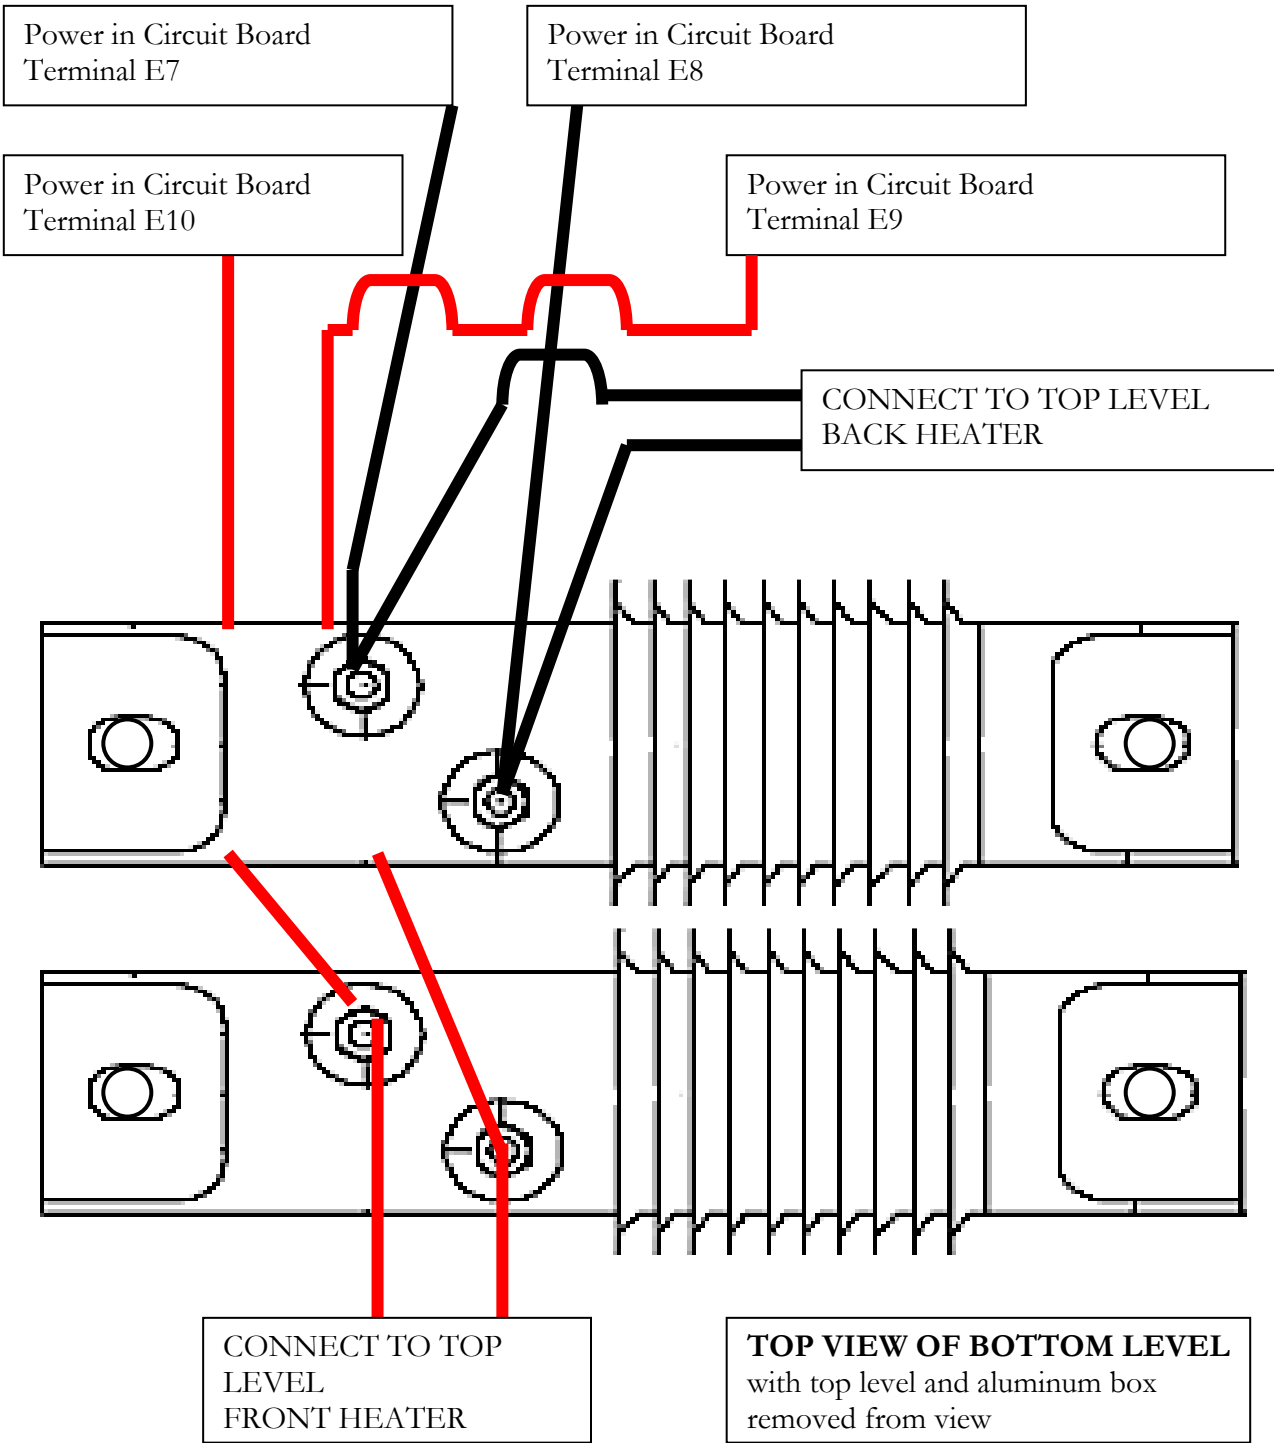 Power in Circuit Board
Terminal E7
Power in Circuit Board
Terminal E8
Power in Circuit Board
Terminal E10
Power in Circuit Board
Terminal E9
CONNECT TO TOP LEVEL
BACK HEATER
CONNECT TO TOP
LEVEL
FRONT HEATER
TOP VIEW OF BOTTOM LEVEL
with top level and aluminum box
removed from view